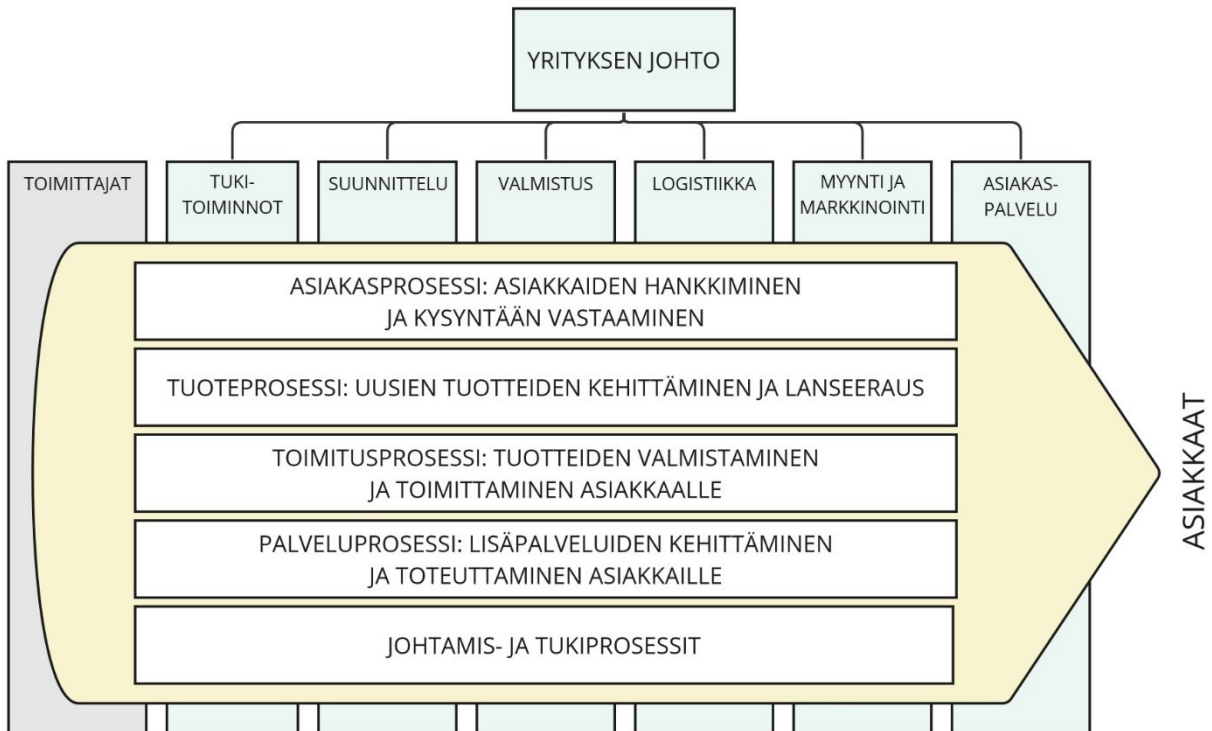 YRITYKSEN JOHTO
TOIMITTAJAT
TUKI-
TOIMINNOT
SUUNNITTELU
VALMISTUS
LOGISTIIKKA
MYYNTI JA
MARKKINOINTI
ASIAKAS-
PALVELU
ASIAKASPROSESSI: ASIAKKAIDEN HANKKIMINEN
JA KYSYNTÄÄN VASTAAMINEN
TUOTEPROSESSI: UUSIEN TUOTTEIDEN KEHITTÄMINEN JA LANSEERAUS
TOIMITUSPROSESSI: TUOTTEIDEN VALMISTAMINEN
JA TOIMITTAMINEN ASIAKKAALLE
PALVELUPROSESSI: LISÄPALVELUIDEN KEHITTÄMINEN
JA TOTEUTTAMINEN ASIAKKAILLE
JOHTAMIS- JA TUKIPROSESSIT
ASIAKKAAT